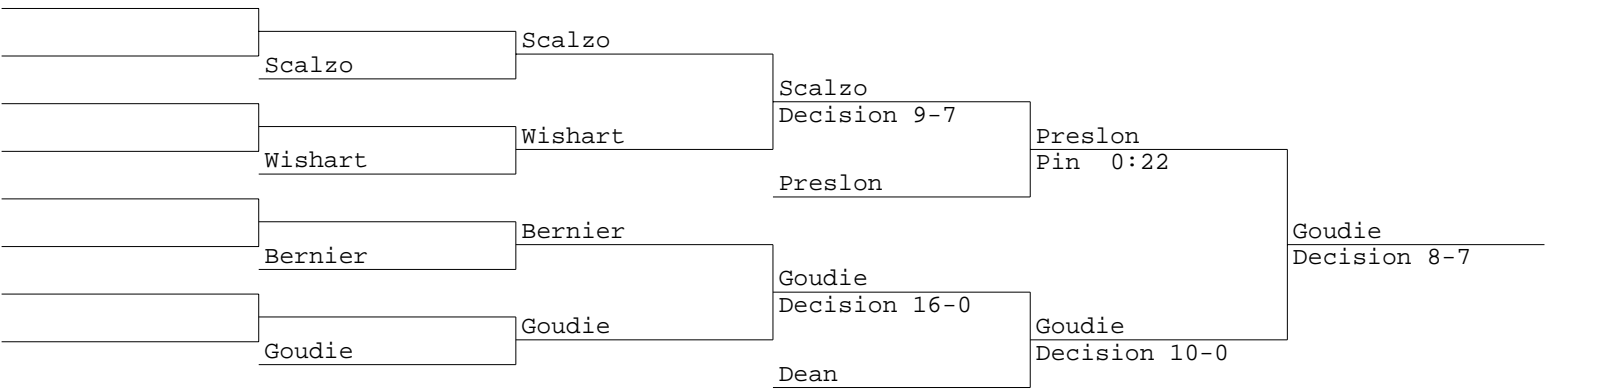 Scalzo
Scalzo
Scalzo
Decision 9-7
Wishart
Preslon
Wishart
Pin  0:22
Preslon
Bernier
Goudie
Bernier
Decision 8-7
Goudie
Decision 16-0
Goudie
Goudie
Goudie
Decision 10-0
Dean